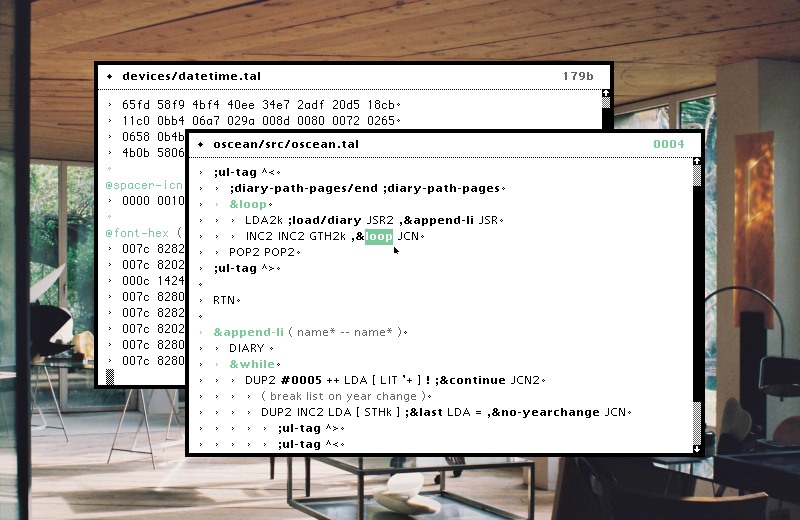 devices/datetime.tal 179b
65fd 58f9 4bf4 40ee 34e7 2adf 20d5 18cb
11c0 0bb4 06a7 029a 008d 0080 0072 0265
0658 0b4b
4b0b 5806
@spacer-icn
0000 0010
@font-hex (
007c 8282
007c 8202
000c 1424
007c 8280
007c 8282
007c 8202
007c 8280
007c 8280
oscean/src/oscean.tal 0004
;ul-tag ^<
;diary-path-pages/end ;diary-path-pages
&loop
LDA2k ;load/diary JSR2 ,&append-li JSR
INC2 INC2 GTH2k ,&loop JCN
POP2 POP2
;ul-tag ^>
RTN
&append-li ( name* -- name* )
DIARY
&while
DUP2 #0005 ++ LDA [ LIT '+ ] ! ;&continue JCN2
( break list on year change )
DUP2 INC2 LDA [ STHk ] ;&last LDA = ,&no-yearchange JCN
;ul-tag ^>
;ul-tag ^<